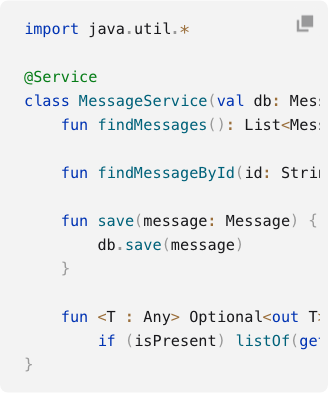 import java.util.*
@Service
class MessageService(val db: Mess
fun findMessages(): List<Mess
fun findMessageById(id: Strin
fun save(message: Message) {
db.save(message)
}
fun <T : Any> Optional<out T>
if (isPresent) listOf(get
}